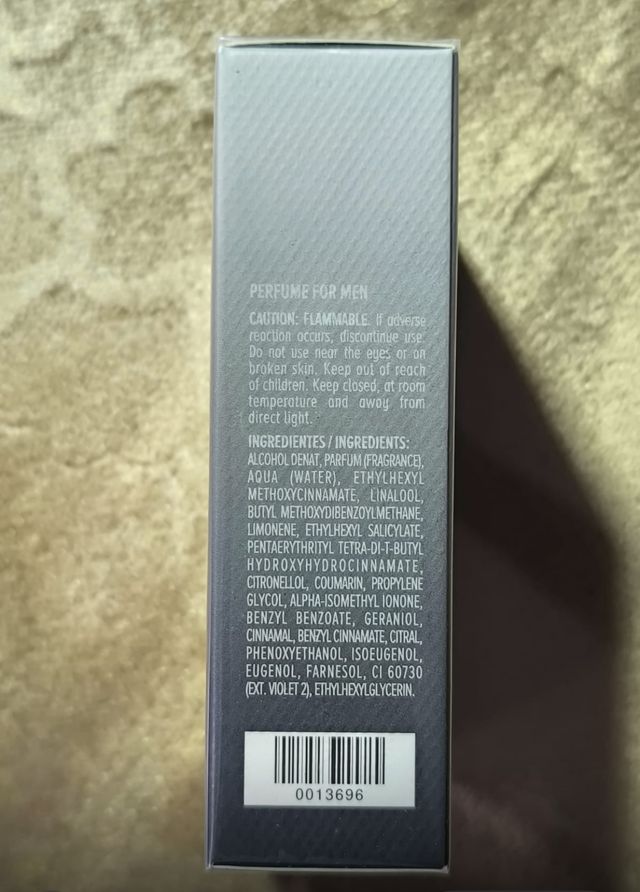 PERFUME FOR MEN
CAUTION: FLAMMABLE. If adverse
reaction occurs, discontinue use.
Do not use near the eyes or on
broken skin. Keep out of reach
of children. Keep closed, at room
temperature and away from
direct light.
INGREDIENTES / INGREDIENTS:
ALCOHOL DENAT, PARFUM (FRAGRANCE),
AQUA (WATER), ETHYLHEXYL
METHOXYCINNAMATE, LINALOOL,
BUTYL METHOXYDIBENZOYLMETHANE,
LIMONENE, ETHYLHEXYL SALICYLATE,
PENTAERYTHRITYL TETRA-DI-T-BUTYL
HYDROXYHYDROCINNAMATE,
CITRONELLOL, COUMARIN, PROPYLENE
GLYCOL, ALPHA-ISOMETHYL IONONE,
BENZYL BENZOATE, GERANIOL,
CINNAMAL, BENZYL CINNAMATE, CITRAL,
PHENOXYETHANOL, ISOEUGENOL,
EUGENOL, FARNESOL, CI 60730
(EXT. VIOLET 2), ETHYLHEXYLGLYCERIN.
0013696